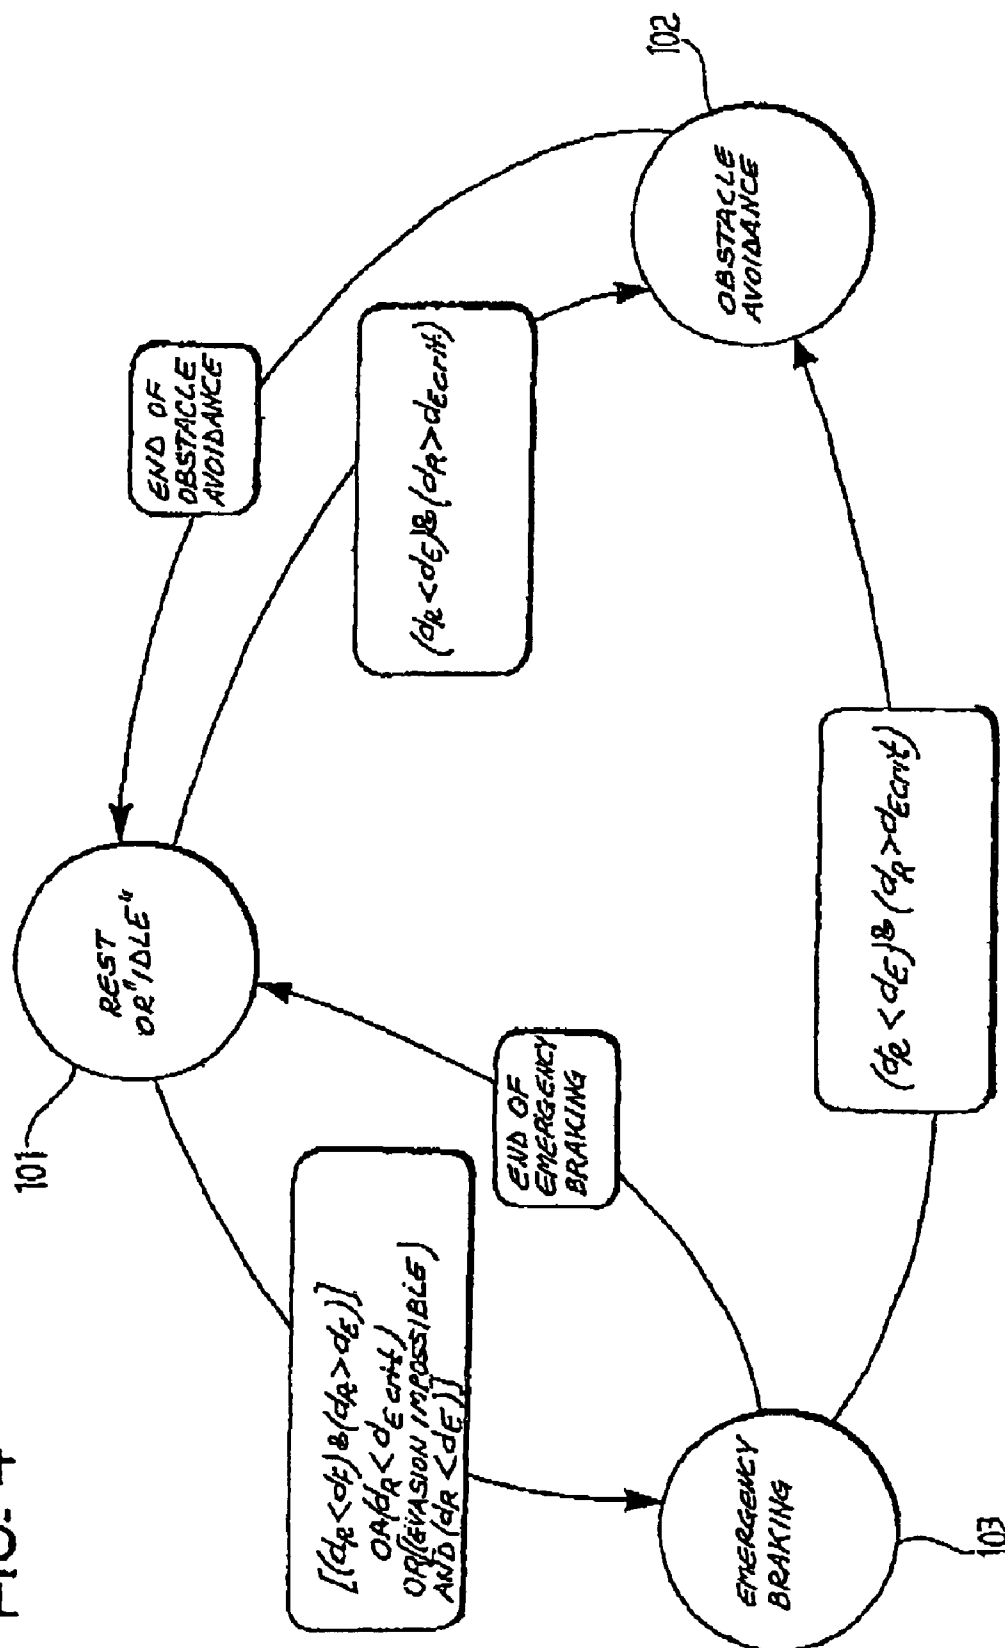 FIG. 4
101
REST
OR "IDLE"
END OF
OBSTACLE
AVOIDANCE
[(dR<dF)&(dR>dE)]
OR(dR<dEcrit)
OR[(EVASION IMPOSSIBLE)
AND(dR<dE)]
(dR<dE)&(dR>dEcrit)
END OF
EMERGENCY
BRAKING
102
OBSTACLE
AVOIDANCE
EMERGENCY
BRAKING
(dR<dE)&(dR>dEcrit)
103